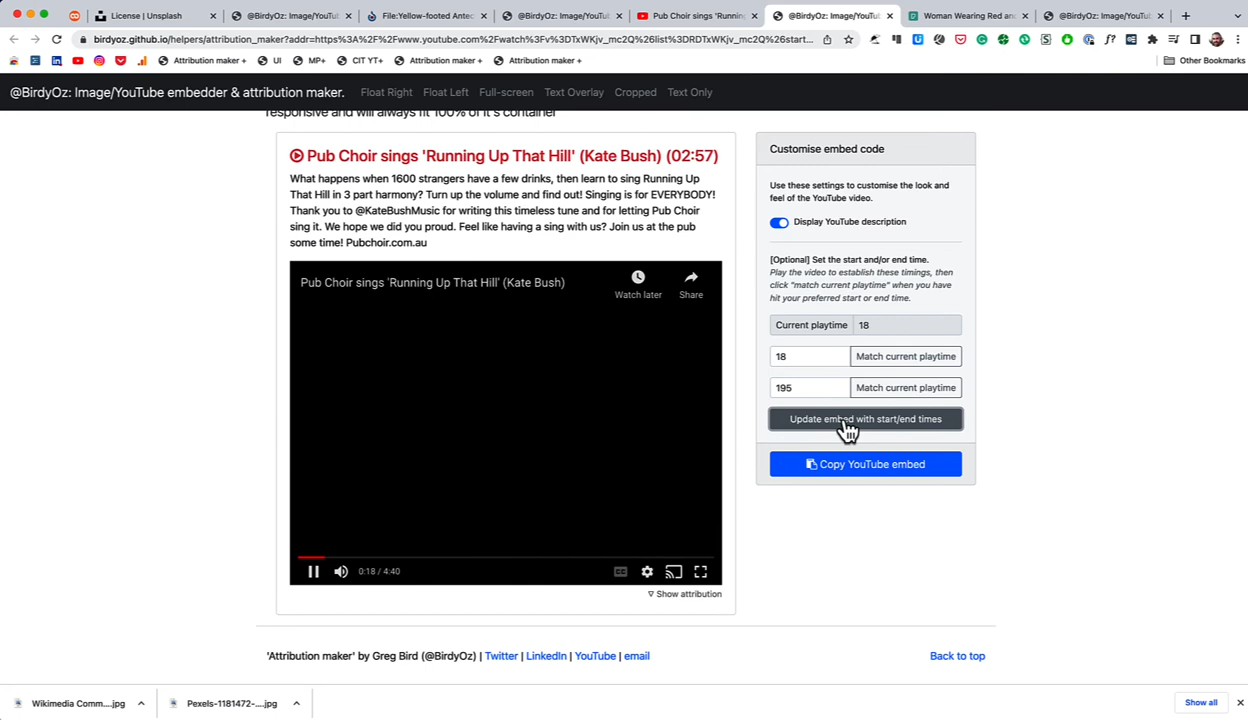 License | Unsplash
@BirdyOz: Image/YouTu
File:Yellow-footed Antec
@BirdyOz: Image/YouTu
Pub Choir sings 'Runnin
@BirdyOz: Image/YouTu
Woman Wearing Red and
@BirdyOz: Image/YouTu
birdyoz.github.io/helpers/attribution_maker?addr=https%3A%2F%2Fwww.youtube.com%2Fwatch%3Fv%3DTxWKjv_mc2Q%26list%3DRDTxWKjv_mc2Q%26start...
Attribution maker +
UI
MP+
CIT YT+
Attribution maker +
Attribution maker +
Other Bookmarks
@BirdyOz: Image/YouTube embedder & attribution maker.
Float Right
Float Left
Full-screen
Text Overlay
Cropped
Text Only
responsive and will always fit 100% of it's container
Pub Choir sings 'Running Up That Hill' (Kate Bush) (02:57)
What happens when 1600 strangers have a few drinks, then learn to sing Running Up
That Hill in 3 part harmony? Turn up the volume and find out! Singing is for EVERYBODY!
Thank you to @KateBushMusic for writing this timeless tune and for letting Pub Choir
sing it. We hope we did you proud. Feel like having a sing with us? Join us at the pub
some time! Pubchoir.com.au
Pub Choir sings 'Running Up That Hill' (Kate Bush)
Watch later
Share
0:18 / 4:40
▽ Show attribution
Customise embed code
Use these settings to customise the look and
feel of the YouTube video.
Display YouTube description
[Optional] Set the start and/or end time.
Play the video to establish these timings, then
click "match current playtime" when you have
hit your preferred start or end time.
Current playtime 18
18 Match current playtime
195 Match current playtime
Update embed with start/end times
Copy YouTube embed
'Attribution maker' by Greg Bird (@BirdyOz) | Twitter | LinkedIn | YouTube | email
Back to top
Wikimedia Comm....jpg
Pexels-1181472-....jpg
Show all